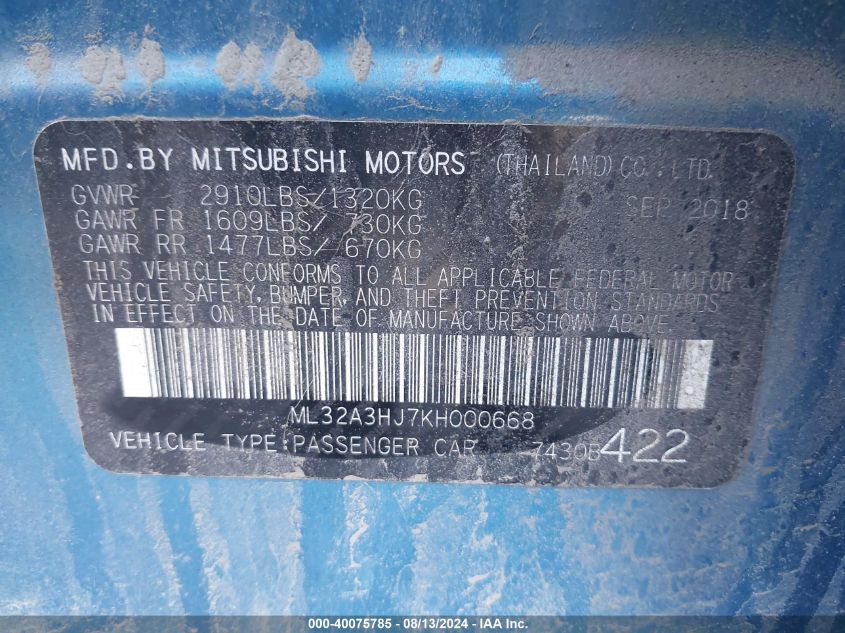 MFD.BY MITSUBISHI MOTORS (THAILAND) CO.,LTD.
GVWR 2910LBS/1320KG SEP 2018
GAWR FR 1609LBS/ 730KG
GAWR RR 1477LBS/ 670KG
THIS VEHICLE CONFORMS TO ALL APPLICABLE FEDERAL MOTOR
VEHICLE SAFETY, BUMPER, AND THEFT PREVENTION STANDARDS
IN EFFECT ON THE DATE OF MANUFACTURE SHOWN ABOVE.
ML32A3HJ7KH000668
VEHICLE TYPE:PASSENGER CAR 7430B422
000-40075785 - 08/13/2024 - IAA Inc.